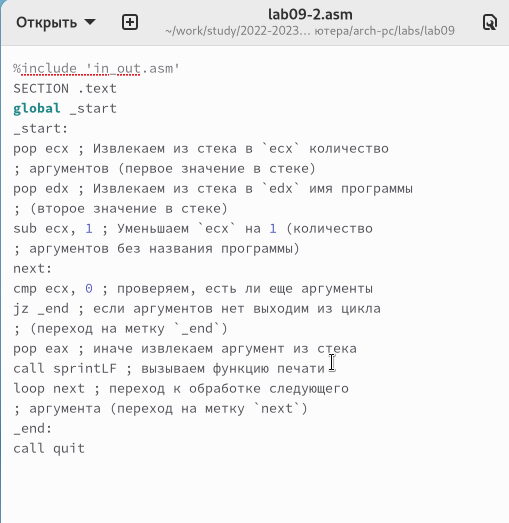 Открыть
lab09-2.asm
~/work/study/2022-2023... ютера/arch-pc/labs/lab09
%include 'in_out.asm'
SECTION .text
global _start
_start:
pop ecx ; Извлекаем из стека в `ecx` количество
; аргументов (первое значение в стеке)
pop edx ; Извлекаем из стека в `edx` имя программы
; (второе значение в стеке)
sub ecx, 1 ; Уменьшаем `ecx` на 1 (количество
; аргументов без названия программы)
next:
cmp ecx, 0 ; проверяем, есть ли еще аргументы
jz _end ; если аргументов нет выходим из цикла
; (переход на метку `_end`)
pop eax ; иначе извлекаем аргумент из стека
call sprintLF ; вызываем функцию печати
loop next ; переход к обработке следующего
; аргумента (переход на метку `next`)
_end:
call quit